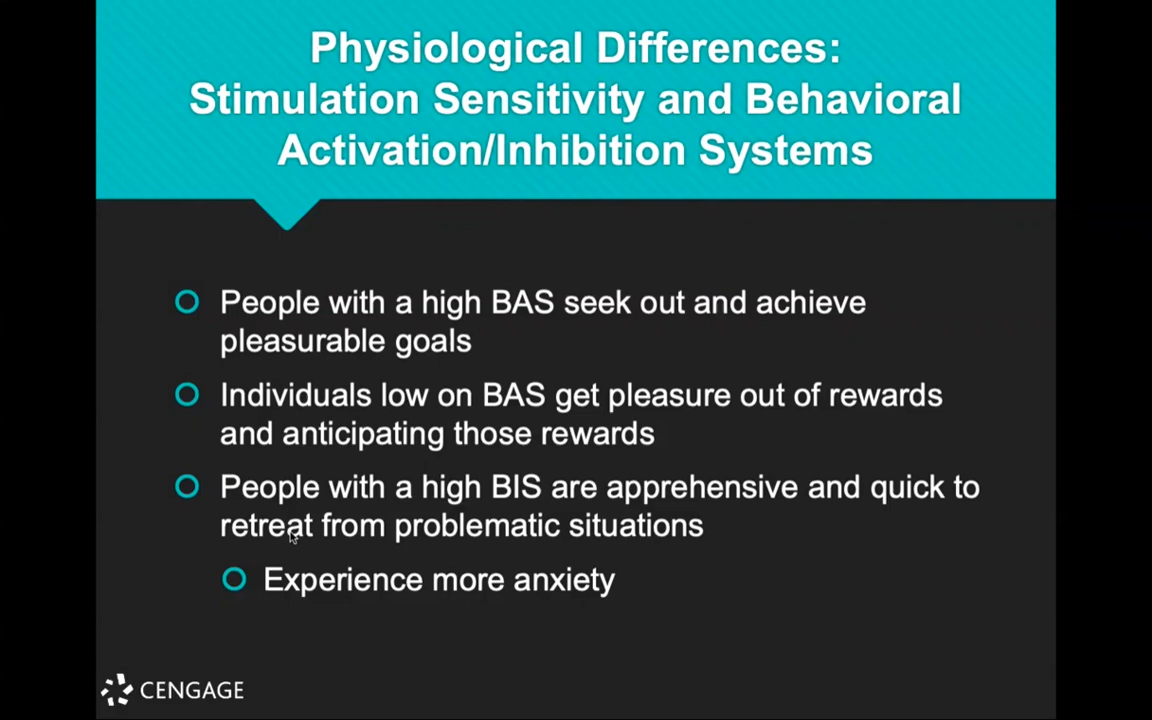 Physiological Differences:
Stimulation Sensitivity and Behavioral
Activation/Inhibition Systems
People with a high BAS seek out and achieve
pleasurable goals
Individuals low on BAS get pleasure out of rewards
and anticipating those rewards
People with a high BIS are apprehensive and quick to
retreat from problematic situations
Experience more anxiety
CENGAGE